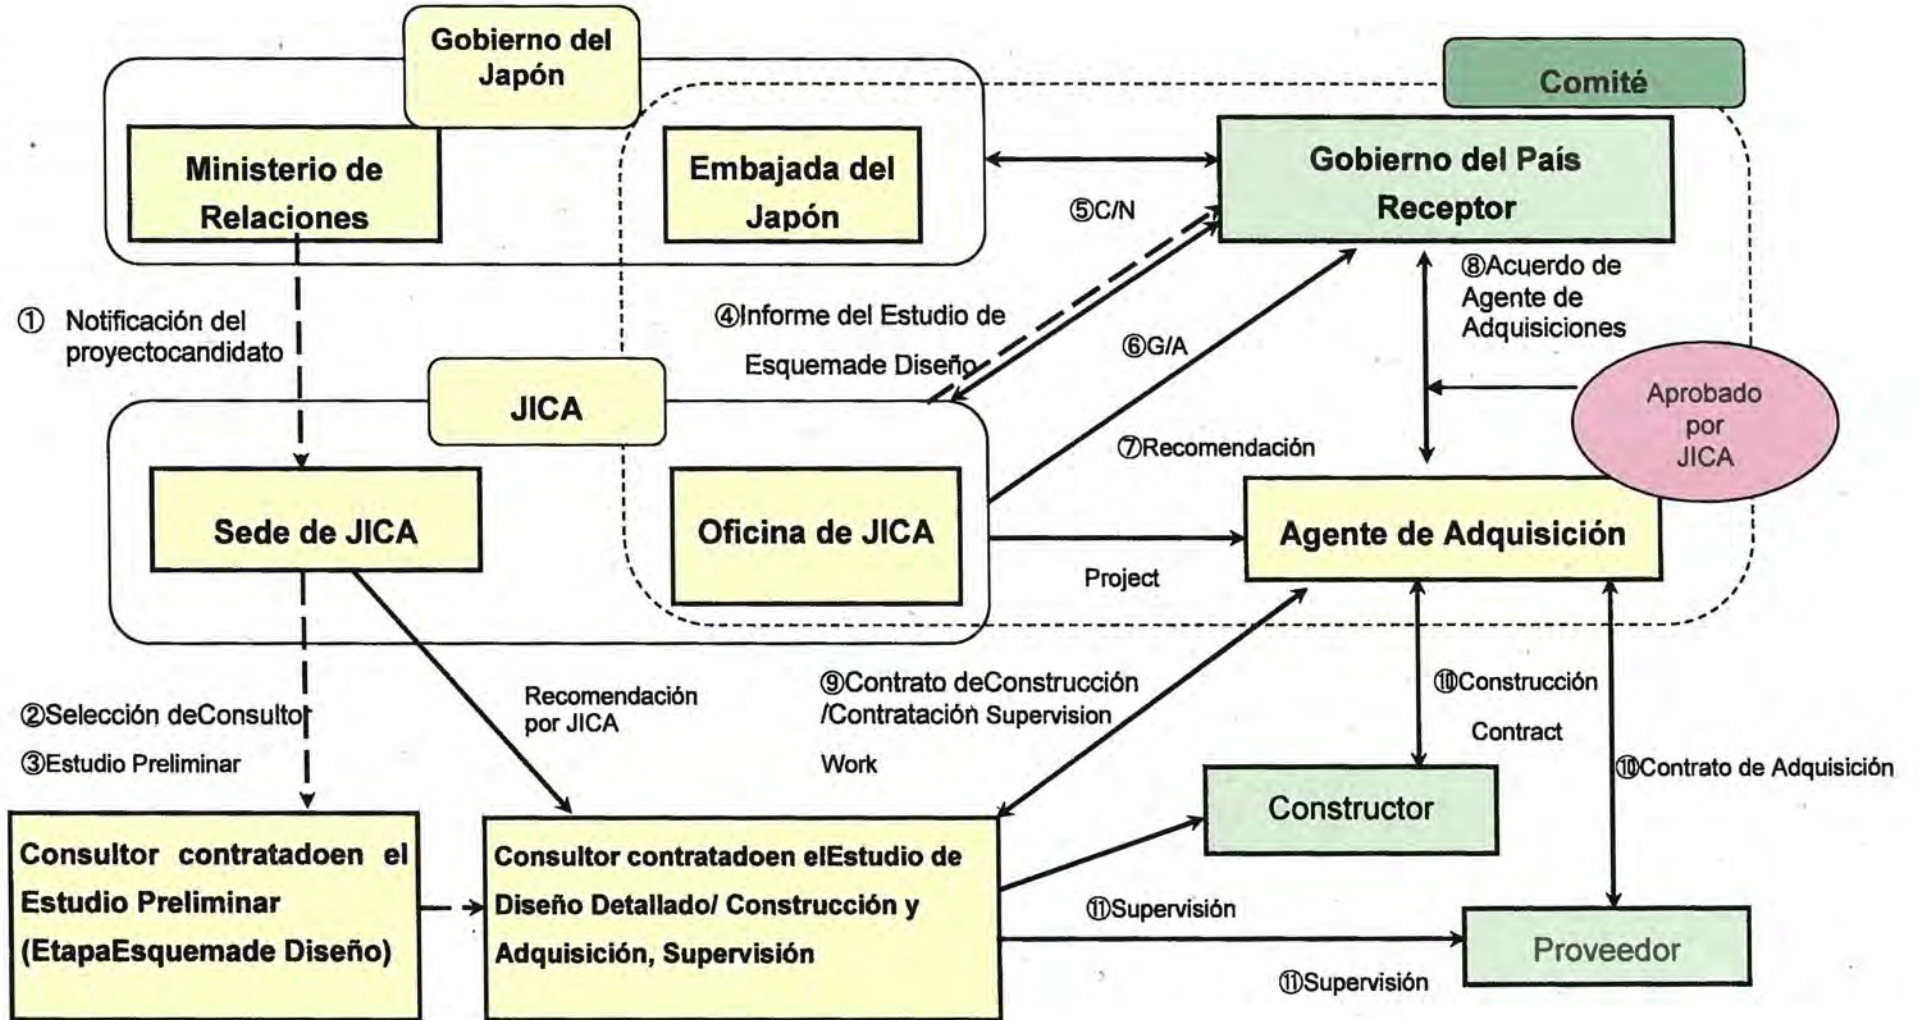 Gobierno del
Japón
Comité
Ministerio de
Relaciones
Embajada del
Japón
Gobierno del País
Receptor
⑤C/N
① Notificación del
proyectocandidato
④Informe del Estudio de
Esquemade Diseño
⑥G/A
⑧Acuerdo de
Agente de
Adquisiciones
JICA
Aprobado
por
JICA
⑦Recomendación
Sede de JICA
Oficina de JICA
Agente de Adquisición
Project
②Selección deConsultor
③Estudio Preliminar
Recomendación
por JICA
⑨Contrato deConstrucción
/Contratación Supervision
Work
⑩Construcción
Contract
⑩Contrato de Adquisición
Constructor
Consultor contratadoen el
Estudio Preliminar
(EtapaEsquemade Diseño)
Consultor contratadoen elEstudio de
Diseño Detallado/ Construcción y
Adquisición, Supervisión
⑪Supervisión
Proveedor
⑪Supervisión